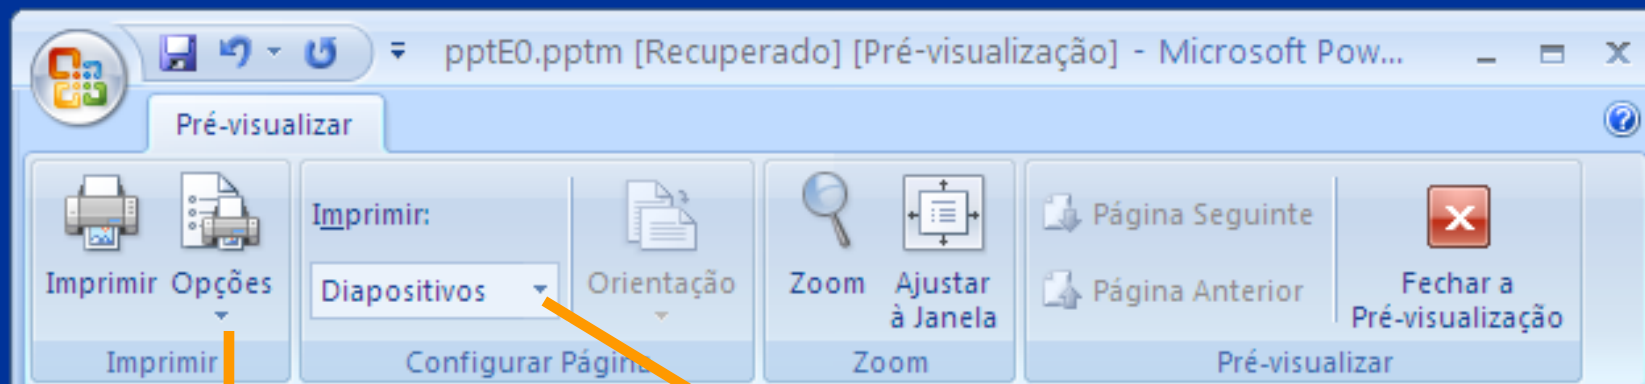 pptE0.pptm [Recuperado] [Pré-visualização] - Microsoft Pow...
Pré-visualizar
Imprimir
Opções
Imprimir
Imprimir:
Diapositivos
Orientação
Configurar Página
Zoom
Ajustar
à Janela
Zoom
Página Seguinte
Página Anterior
Fechar a
Pré-visualização
Pré-visualizar